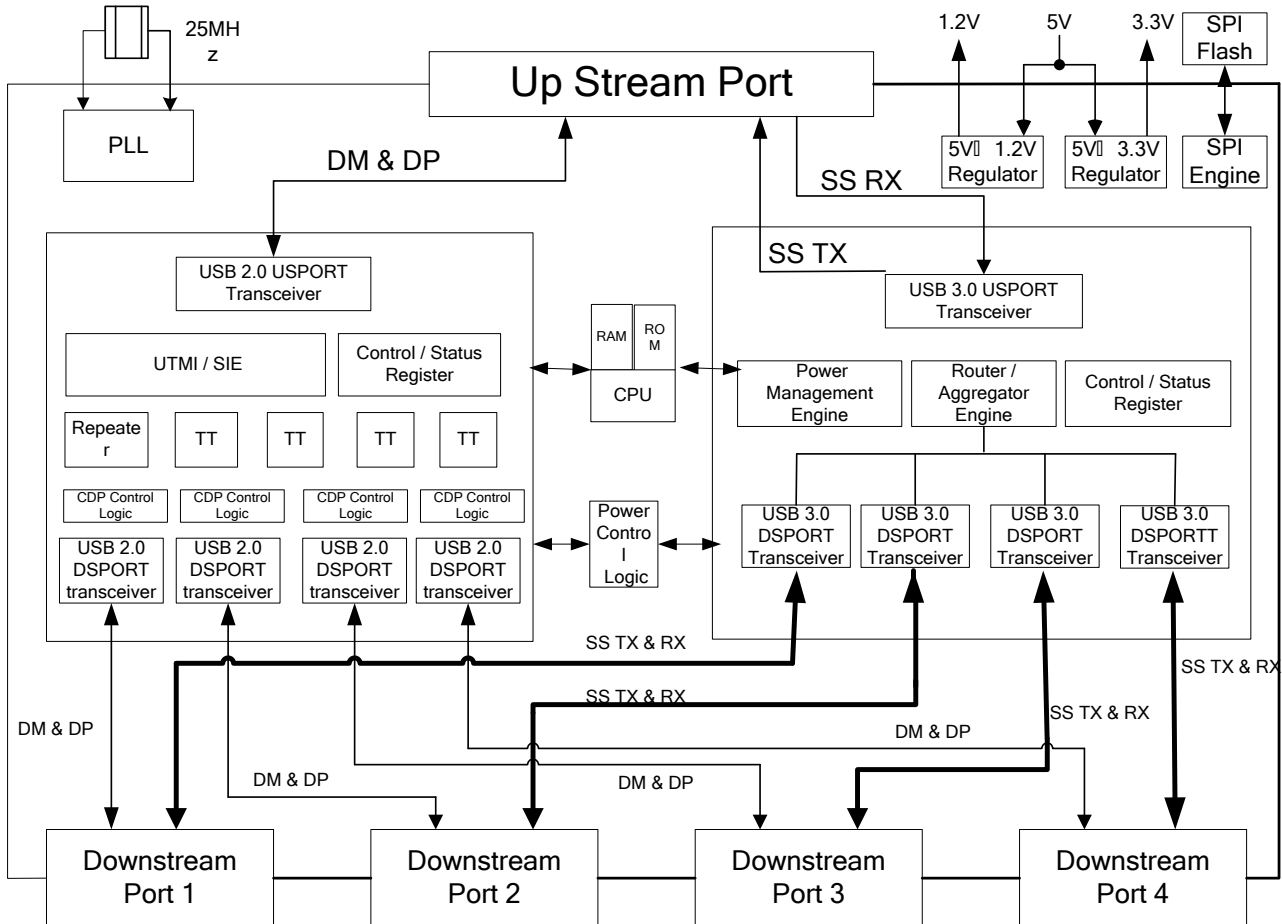 25MH
z
1.2V
5V
3.3V
SPI
Flash
Up Stream Port
PLL
5V 1.2V
Regulator
5V 3.3V
Regulator
SPI
Engine
DM & DP
SS RX
SS TX
USB 2.0 USPORT
Transceiver
USB 3.0 USPORT
Transceiver
UTMI / SIE
Control / Status
Register
RAM
RO
M
CPU
Power
Management
Engine
Router /
Aggregator
Engine
Control / Status
Register
Repeate
r
TT
TT
TT
TT
CDP Control
Logic
CDP Control
Logic
CDP Control
Logic
CDP Control
Logic
Power
Contro
l
Logic
USB 2.0
DSPORT
transceiver
USB 2.0
DSPORT
transceiver
USB 2.0
DSPORT
transceiver
USB 2.0
DSPORT
transceiver
USB 3.0
DSPORT
Transceiver
USB 3.0
DSPORT
Transceiver
USB 3.0
DSPORT
Transceiver
USB 3.0
DSPORTT
Transceiver
SS TX & RX
SS TX & RX
SS TX & RX
SS TX & RX
DM & DP
DM & DP
DM & DP
DM & DP
Downstream
Port 1
Downstream
Port 2
Downstream
Port 3
Downstream
Port 4